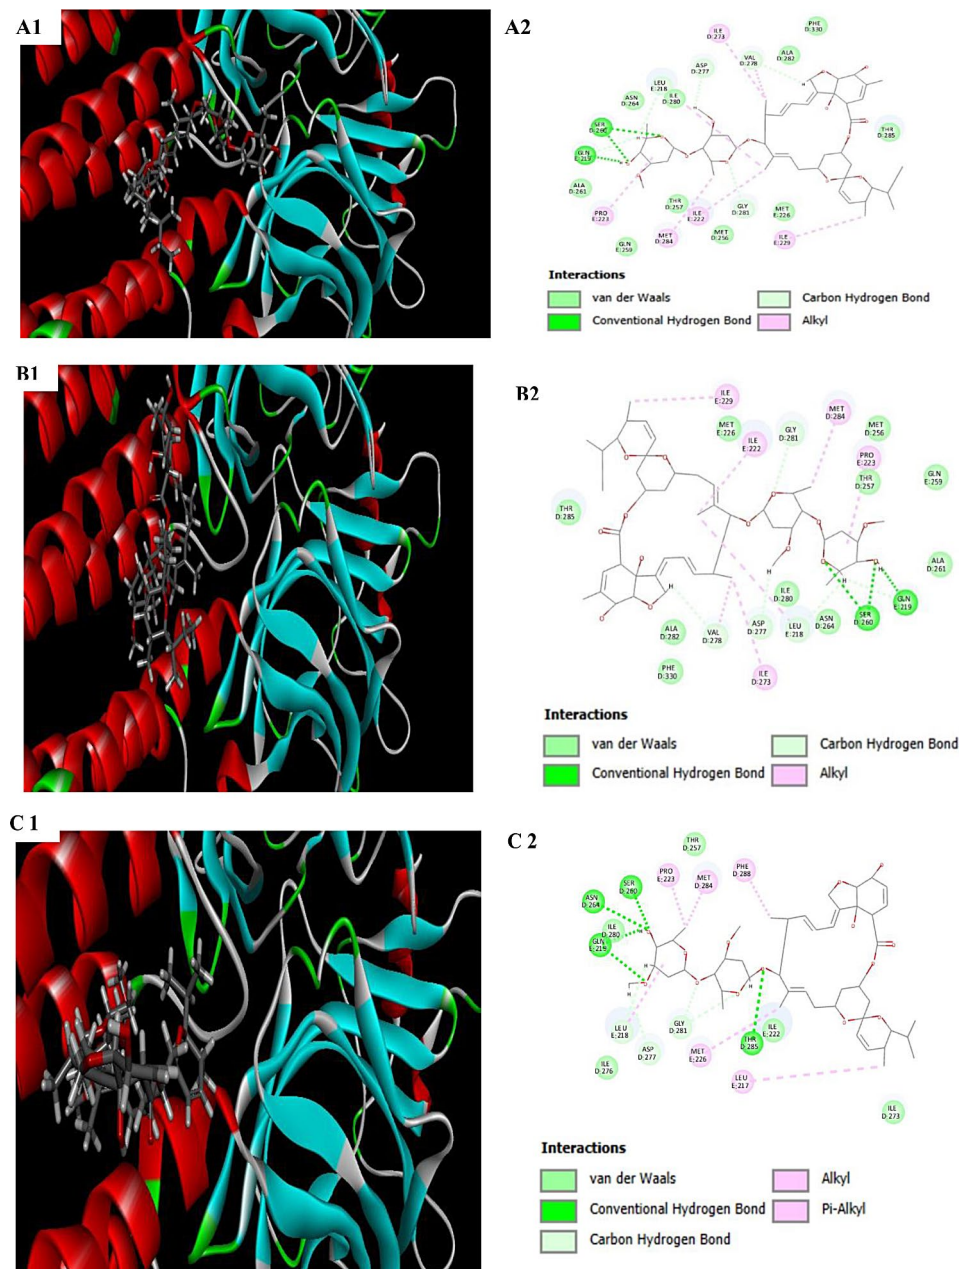 A1
A2
ILE
D:273
PHE
D:330
ASP
D:277
VAL
D:278
ALA
D:282
LEU
E:218
ILE
D:280
ASN
D:264
SER
D:260
GLN
E:219
THR
D:285
ALA
D:261
PRO
E:223
THR
D:257
ILE
E:222
GLY
D:281
MET
E:226
MET
D:284
MET
D:256
ILE
E:229
GLN
D:259
Interactions
van der Waals
Carbon Hydrogen Bond
Conventional Hydrogen Bond
Alkyl
B1
B2
ILE
E:229
MET
D:284
MET
E:226
ILE
E:222
GLY
D:281
MET
D:256
PRO
E:223
THR
D:257
GLN
D:259
THR
D:285
ALA
D:261
ILE
D:280
GLN
E:219
SER
D:260
ASN
D:264
LEU
E:218
ASP
D:277
VAL
D:278
ALA
D:282
PHE
D:330
ILE
D:273
Interactions
van der Waals
Carbon Hydrogen Bond
Conventional Hydrogen Bond
Alkyl
C 1
C 2
THR
D:257
PRO
E:223
MET
D:284
PHE
D:288
SER
D:280
ASN
D:264
ILE
D:280
GLN
E:219
LEU
E:218
GLY
D:281
ILE
E:222
THR
D:285
ASP
D:277
MET
E:226
ILE
D:276
LEU
E:217
ILE
D:273
Interactions
van der Waals
Alkyl
Conventional Hydrogen Bond
Pi-Alkyl
Carbon Hydrogen Bond